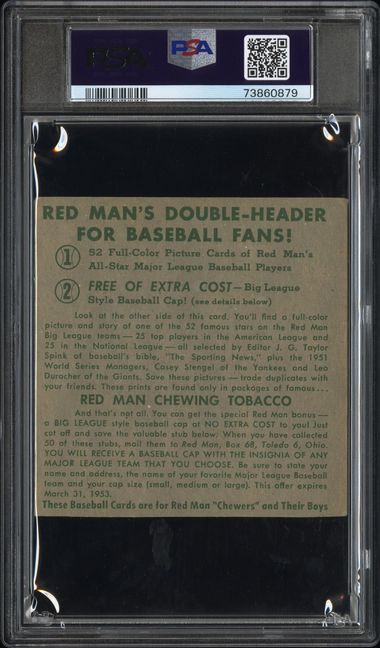 PSA
PSA
73860879
RED MAN'S DOUBLE-HEADER
FOR BASEBALL FANS!
1 52 Full-Color Picture Cards of Red Man's
All-Star Major League Baseball Players
2 FREE OF EXTRA COST—Big League
Style Baseball Cap! (see details below)
Look at the other side of this card. You'll find a full-color
picture and story of one of the 52 famous stars on the Red Man
Big League teams — 25 top players in the American League and
25 in the National League — all selected by Editor J. G. Taylor
Spink of baseball's bible, "The Sporting News," plus the 1951
World Series Managers, Casey Stengel of the Yankees and Leo
Durocher of the Giants. Save these pictures — trade duplicates with
your friends. These prints are found only in packages of famous...
RED MAN CHEWING TOBACCO
And that's not all. You can get the special Red Man bonus —
a BIG LEAGUE style baseball cap at NO EXTRA COST to you! Just
cut off and save the valuable stub below. When you have collected
50 of these stubs, mail them to Red Man, Box 68, Toledo 6, Ohio.
YOU WILL RECEIVE A BASEBALL CAP WITH THE INSIGNIA OF ANY
MAJOR LEAGUE TEAM THAT YOU CHOOSE. Be sure to state your
name and address, the name of your favorite Major League Baseball
team and your cap size (small, medium or large). This offer expires
March 31, 1953.
These Baseball Cards are for Red Man "Chewers" and Their Boys